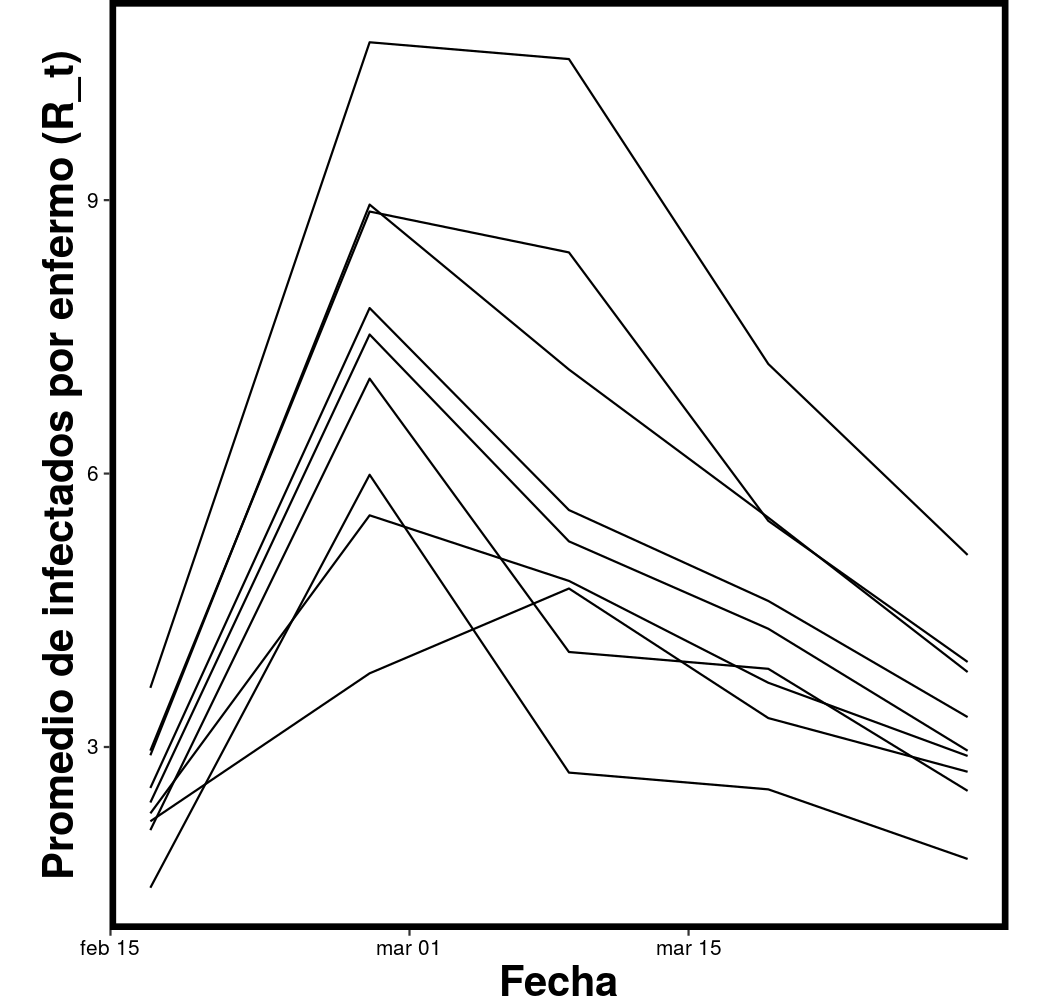 Promedio de infectados por enfermo (R_t)
9
6
3
feb 15
mar 01
mar 15
Fecha